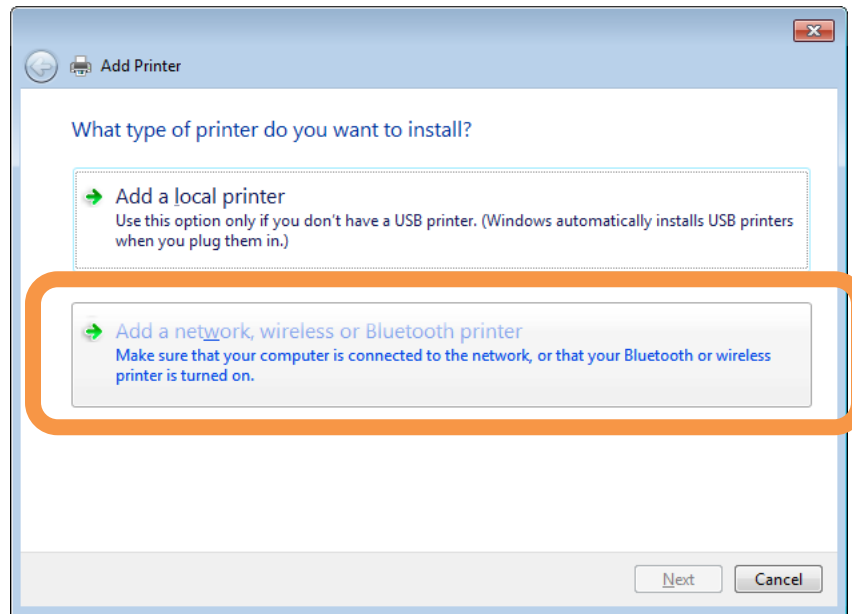 Add Printer
What type of printer do you want to install?
Add a local printer
Use this option only if you don't have a USB printer. (Windows automatically installs USB printers
when you plug them in.)
Add a network, wireless or Bluetooth printer
Make sure that your computer is connected to the network, or that your Bluetooth or wireless
printer is turned on.
Next
Cancel